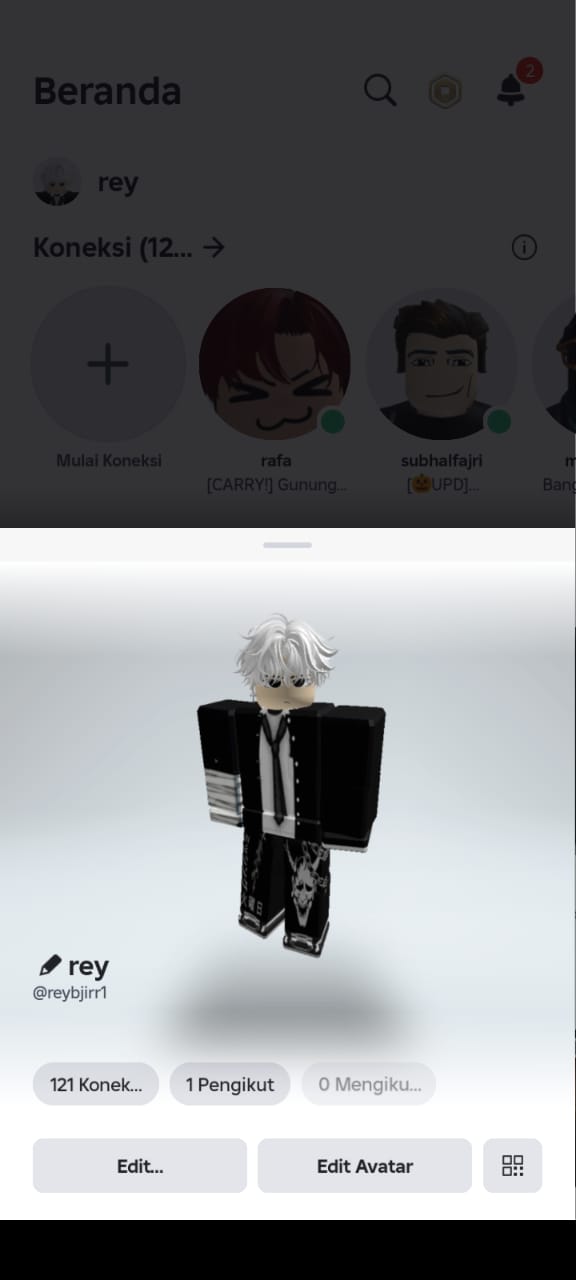 Beranda
2
rey
Koneksi (12... →
Mulai Koneksi
rafa
[CARRY!] Gunung...
subhalfajri
[🎃UPD]...
m
Bang
rey
@reybjirr1
121 Konek...
1 Pengikut
0 Mengiku...
Edit...
Edit Avatar